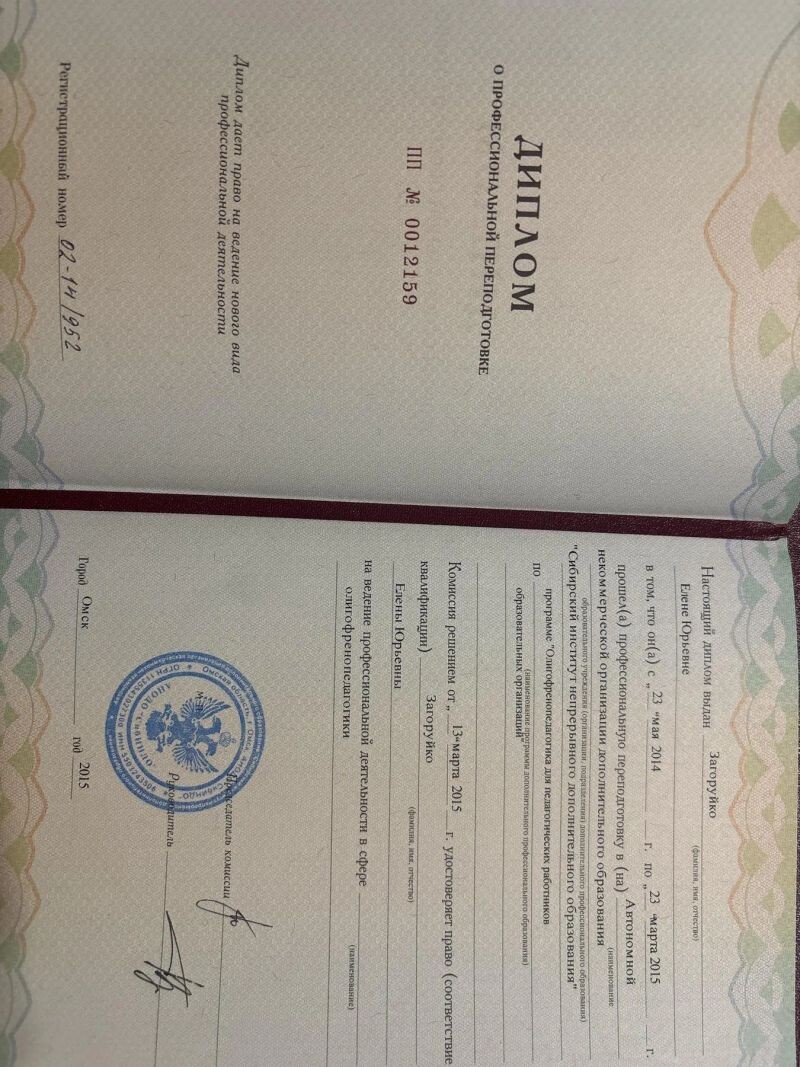 ДИПЛОМ
О ПРОФЕССИОНАЛЬНОЙ ПЕРЕПОДГОТОВКЕ
ПП № 0012159
Диплом дает право на ведение нового вида
профессиональной деятельности
Регистрационный номер 02-14/952
Настоящий диплом выдан Загоруйко
(фамилия, имя, отчество)
Елене Юрьевне
в том, что он(а) с „ 23 “мая 2014 г. по „ 23 “марта 2015 г.
прошел(а) профессиональную переподготовку в (на) Автономной
(наименование
некоммерческой организации дополнительного образования
образовательного учреждения (организации, подразделения) дополнительного профессионального образования)
"Сибирский институт непрерывного дополнительного образования"
по программе "Олигофренопедагогика для педагогических работников
(наименование программы дополнительного профессионального образования)
образовательных организаций"
Комиссия решением от „ 13“марта 2015 г. удостоверяет право (соответствие
квалификации) Загоруйко
(фамилия, имя, отчество)
Елены Юрьевны
на ведение профессиональной деятельности в сфере
олигофренопедагогики
(наименование)
Председатель комиссии
Руководитель
Город Омск год 2015